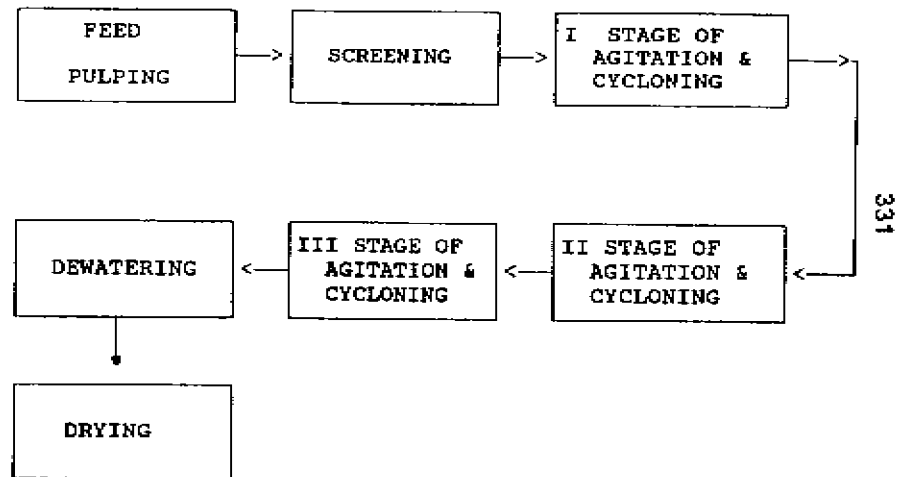 FEED
PULPING
SCREENING
I STAGE OF
AGITATION &
CYCLONING
331
II STAGE OF
AGITATION &
CYCLONING
III STAGE OF
AGITATION &
CYCLONING
DEWATERING
DRYING